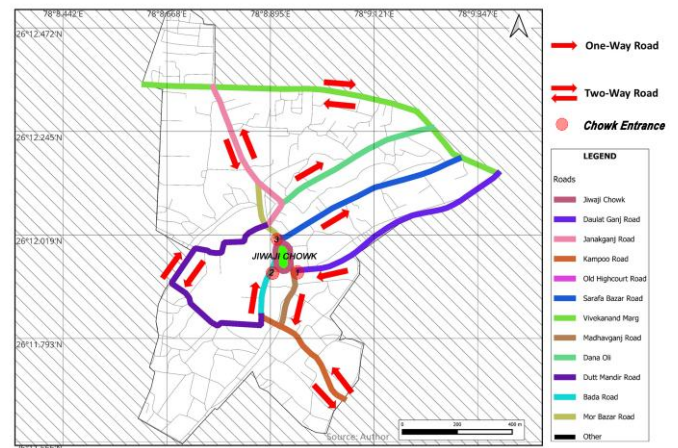 78°8.442'E 78°8.668'E 78°8.895'E 78°9.121'E 78°9.347'E
26°12.472'N
26°12.245'N
26°12.019'N
26°11.793'N
One-Way Road
Two-Way Road
Chowk Entrance
3
JIWAJI CHOWK
2
1
LEGEND
Roads
Jiwaji Chowk
Daulat Ganj Road
Janakganj Road
Kampoo Road
Old Highcourt Road
Sarafa Bazar Road
Vivekanand Marg
Madhavganj Road
Dana Oli
Dutt Mandir Road
Bada Road
Mor Bazar Road
Other
Source: Author
0 200 400 m